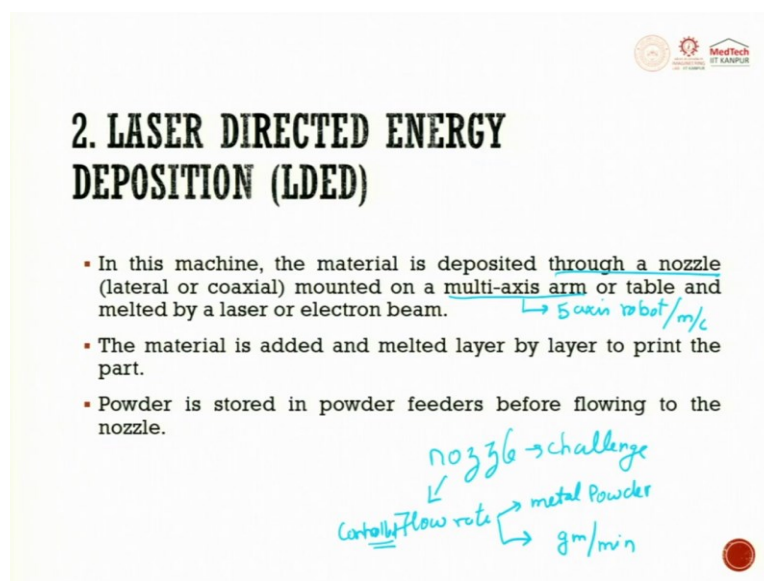 MedTech
IIT KANPUR
2. LASER DIRECTED ENERGY
DEPOSITION (LDED)
▪ In this machine, the material is deposited through a nozzle
(lateral or coaxial) mounted on a multi-axis arm or table and
melted by a laser or electron beam.
↳ 5 axis robot/m/c
▪ The material is added and melted layer by layer to print the
part.
▪ Powder is stored in powder feeders before flowing to the
nozzle.
nozzle → challenge
Flow rate → metal Powder
↳ gm/min